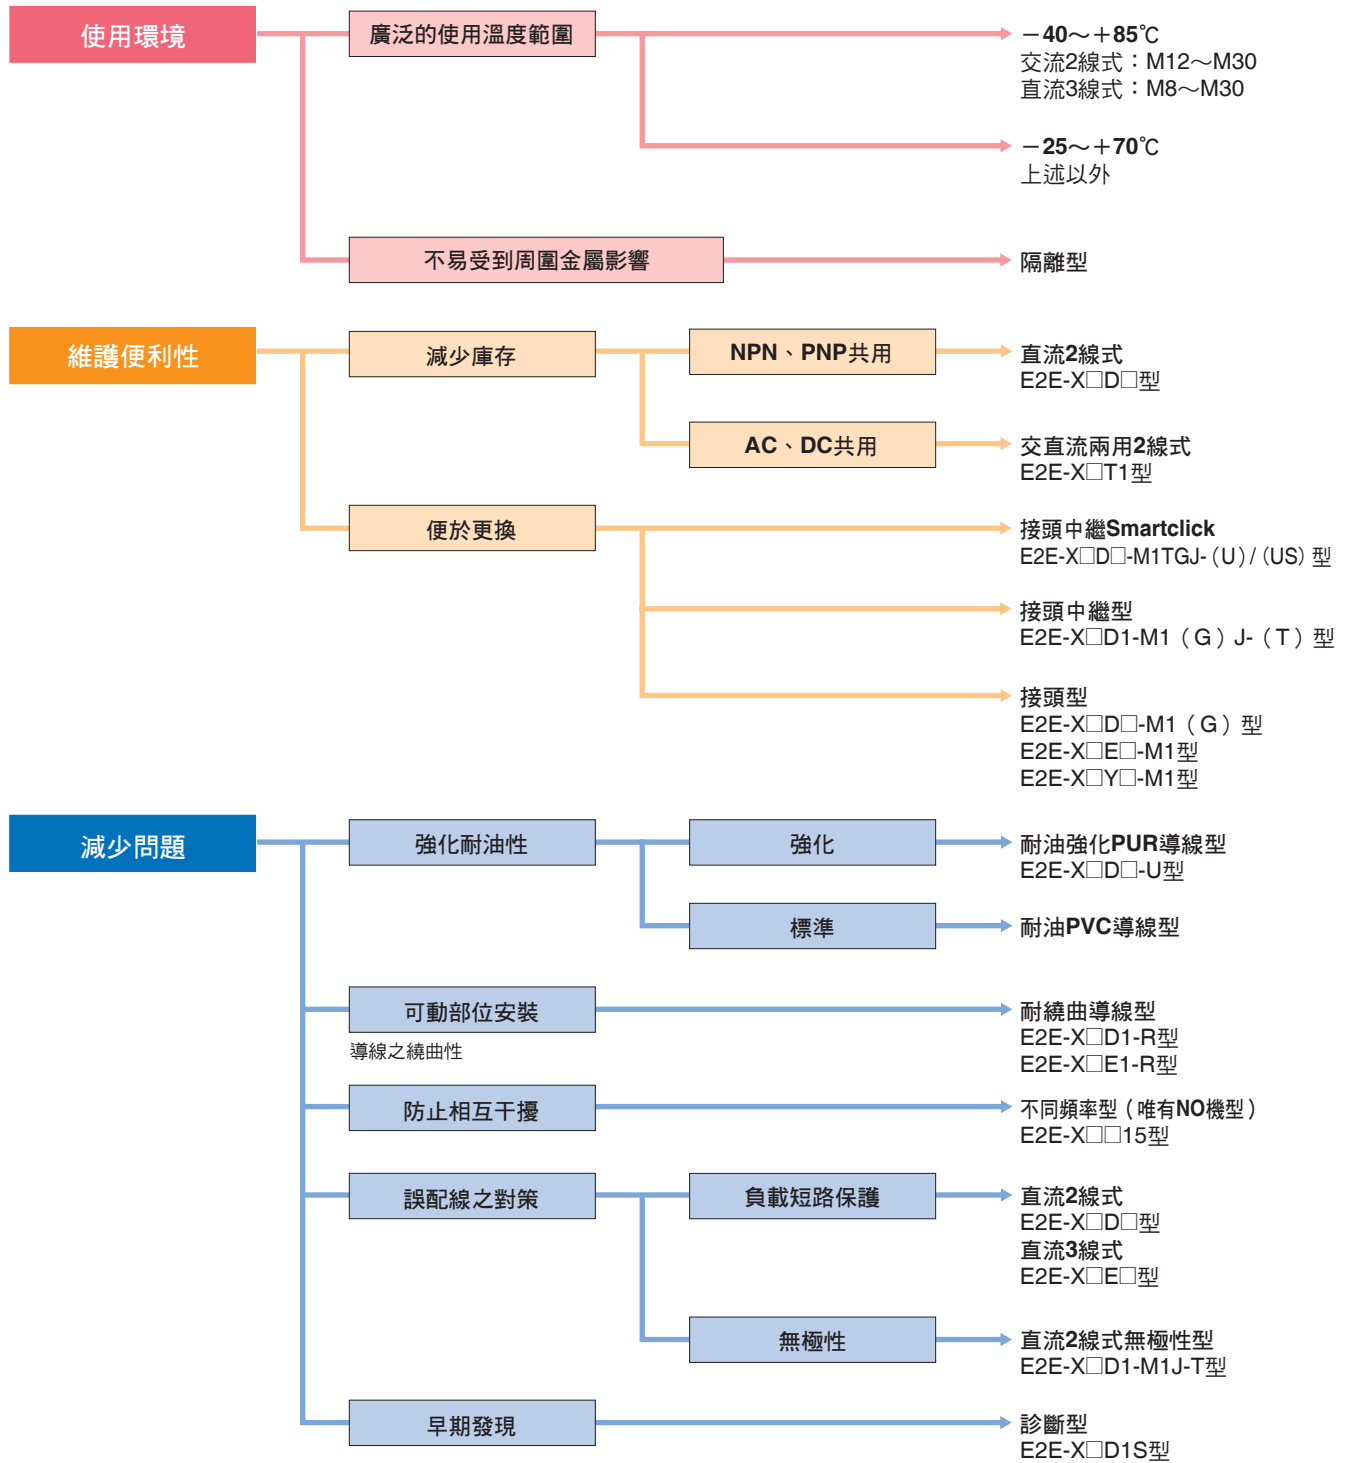 使用環境
廣泛的使用溫度範圍
－40～＋85℃
交流2線式：M12～M30
直流3線式：M8～M30
－25～＋70℃
上述以外
不易受到周圍金屬影響
隔離型
維護便利性
減少庫存
NPN、PNP共用
直流2線式
E2E-X□D□型
AC、DC共用
交直流兩用2線式
E2E-X□T1型
便於更換
接頭中繼Smartclick
E2E-X□D□-M1TGJ-（U）/（US）型
接頭中繼型
E2E-X□D1-M1（G）J-（T）型
接頭型
E2E-X□D□-M1（G）型
E2E-X□E□-M1型
E2E-X□Y□-M1型
減少問題
強化耐油性
強化
耐油強化PUR導線型
E2E-X□D□-U型
標準
耐油PVC導線型
可動部位安裝
導線之繞曲性
耐繞曲導線型
E2E-X□D1-R型
E2E-X□E1-R型
防止相互干擾
不同頻率型（唯有NO機型）
E2E-X□□15型
誤配線之對策
負載短路保護
直流2線式
E2E-X□D□型
直流3線式
E2E-X□E□型
無極性
直流2線式無極性型
E2E-X□D1-M1J-T型
早期發現
診斷型
E2E-X□D1S型